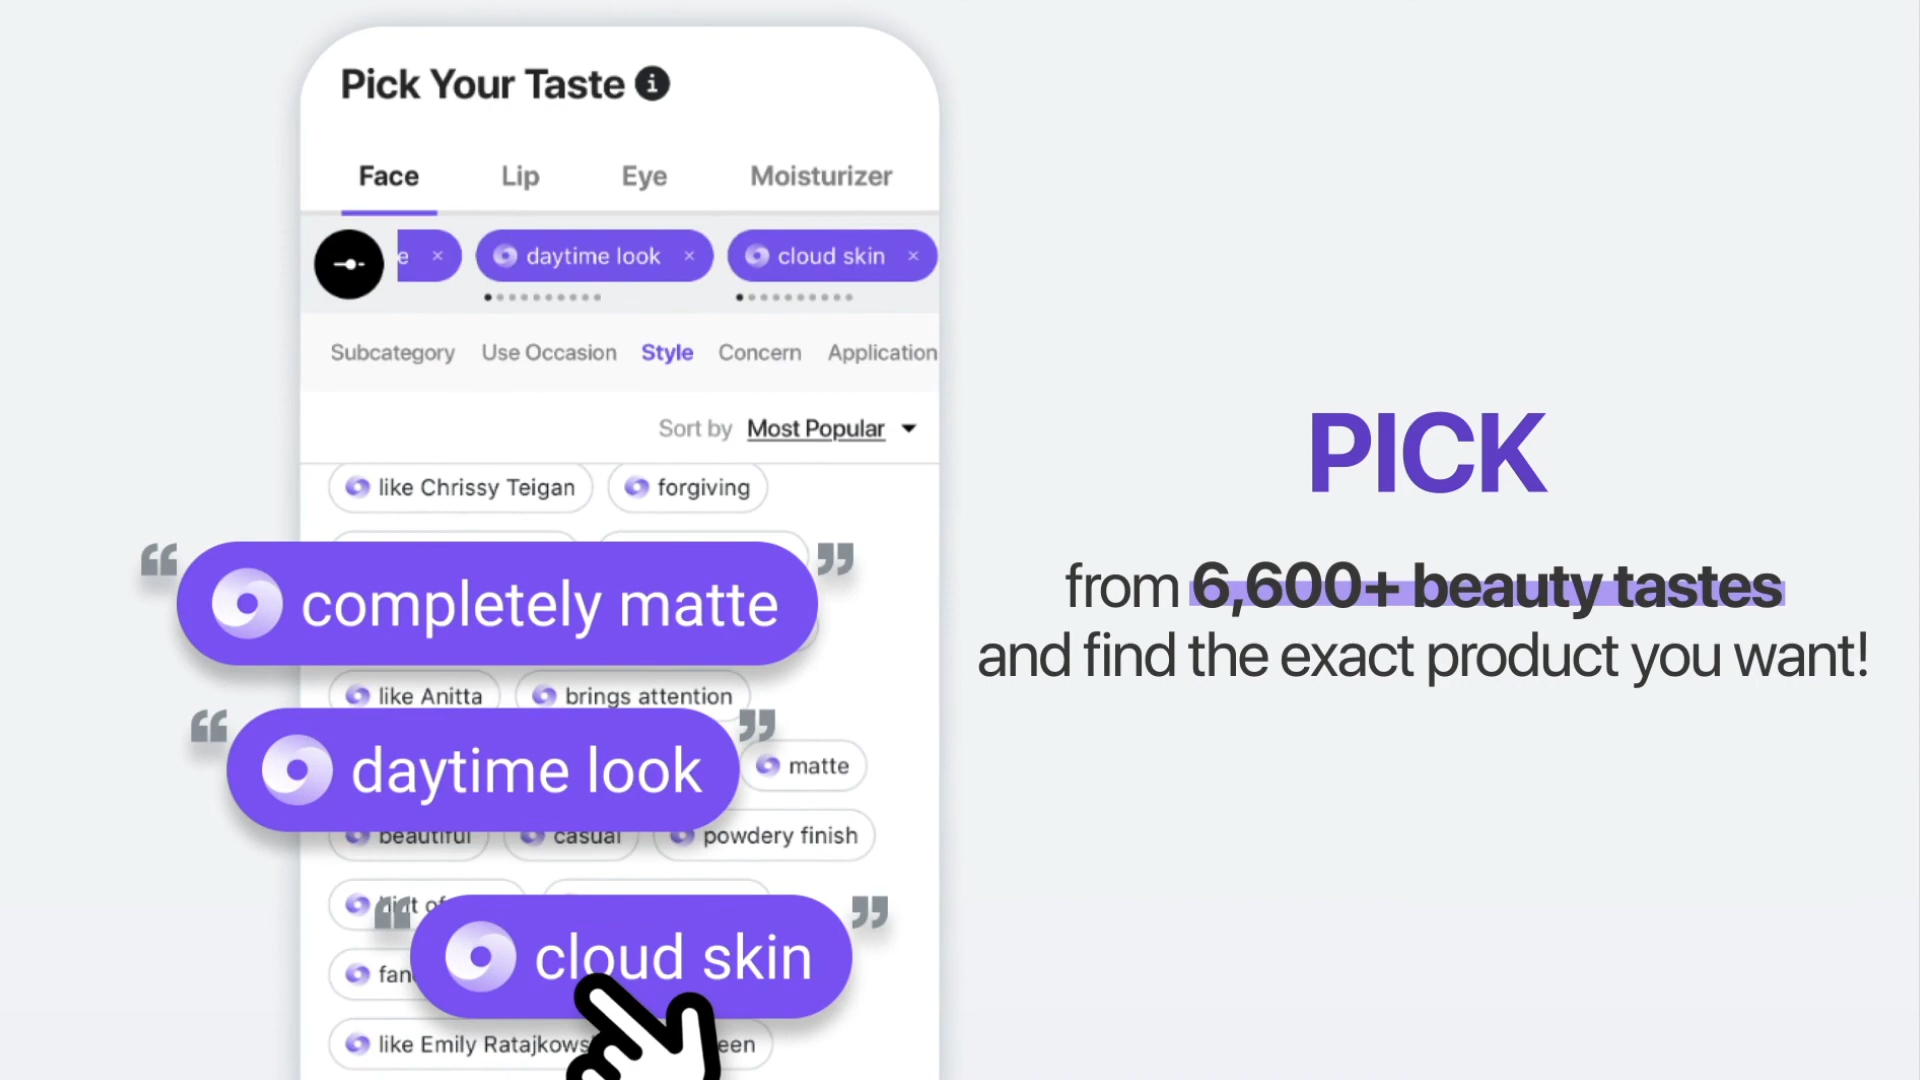 Pick Your Taste i
Face Lip Eye Moisturizer
e × daytime look × cloud skin ×
Subcategory Use Occasion Style Concern Application
Sort by Most Popular
like Chrissy Teigan forgiving
“ completely matte ”
like Anitta brings attention
“ daytime look ”
matte
beautiful casual powdery finish
“ cloud skin ”
like Emily
PICK
from 6,600+ beauty tastes
and find the exact product you want!